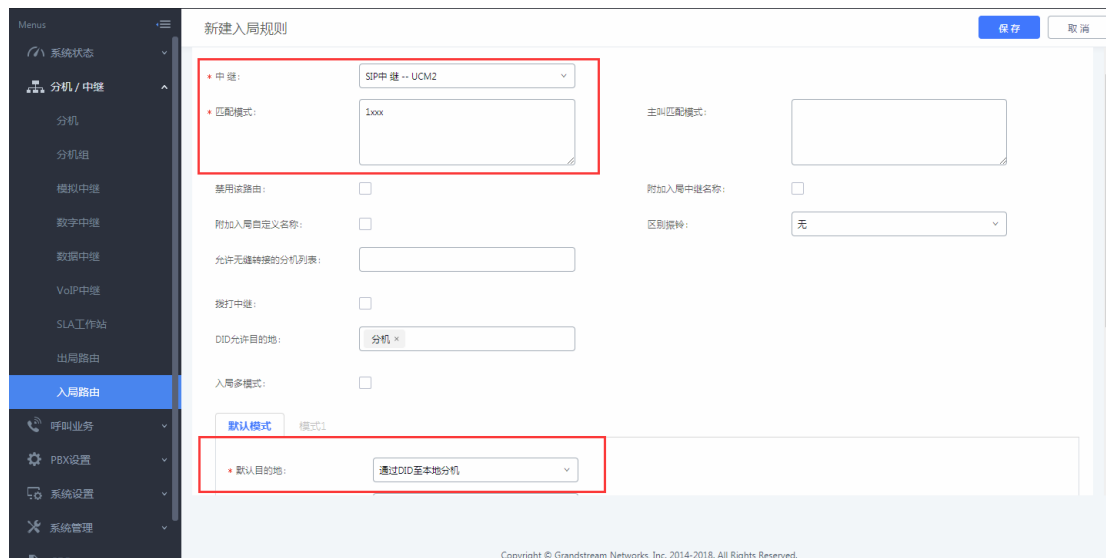 Menus
系统状态
分机 / 中继
分机
分机组
模拟中继
数字中继
数据中继
VoIP中继
SLA工作站
出局路由
入局路由
呼叫业务
PBX设置
系统设置
系统管理
新建入局规则
保存 取消
* 中继: SIP中 继 -- UCM2
* 匹配模式: 1xxx 主叫匹配模式:
禁用该路由: 附加入局中继名称:
附加入局自定义名称: 区别振铃: 无
允许无缝转接的分机列表:
拨打中继:
DID允许目的地: 分机 ×
入局多模式:
默认模式 模式1
* 默认目的地: 通过DID至本地分机
Copyright © Grandstream Networks, Inc. 2014-2018. All Rights Reserved.